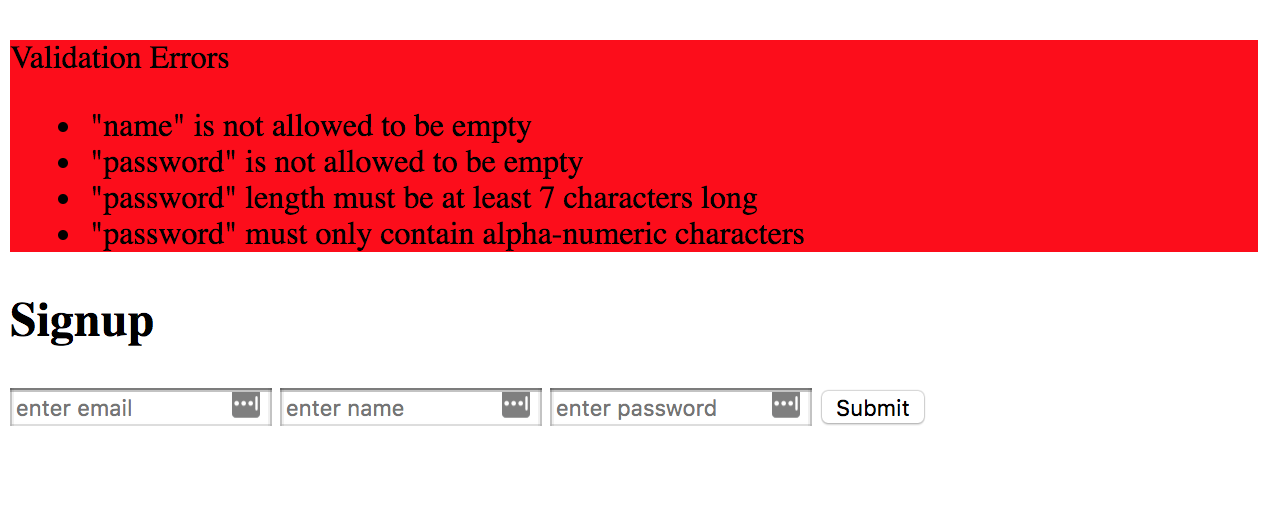 Validation Errors
"name" is not allowed to be empty
"password" is not allowed to be empty
"password" length must be at least 7 characters long
"password" must only contain alpha-numeric characters
Signup
enter email enter name enter password Submit